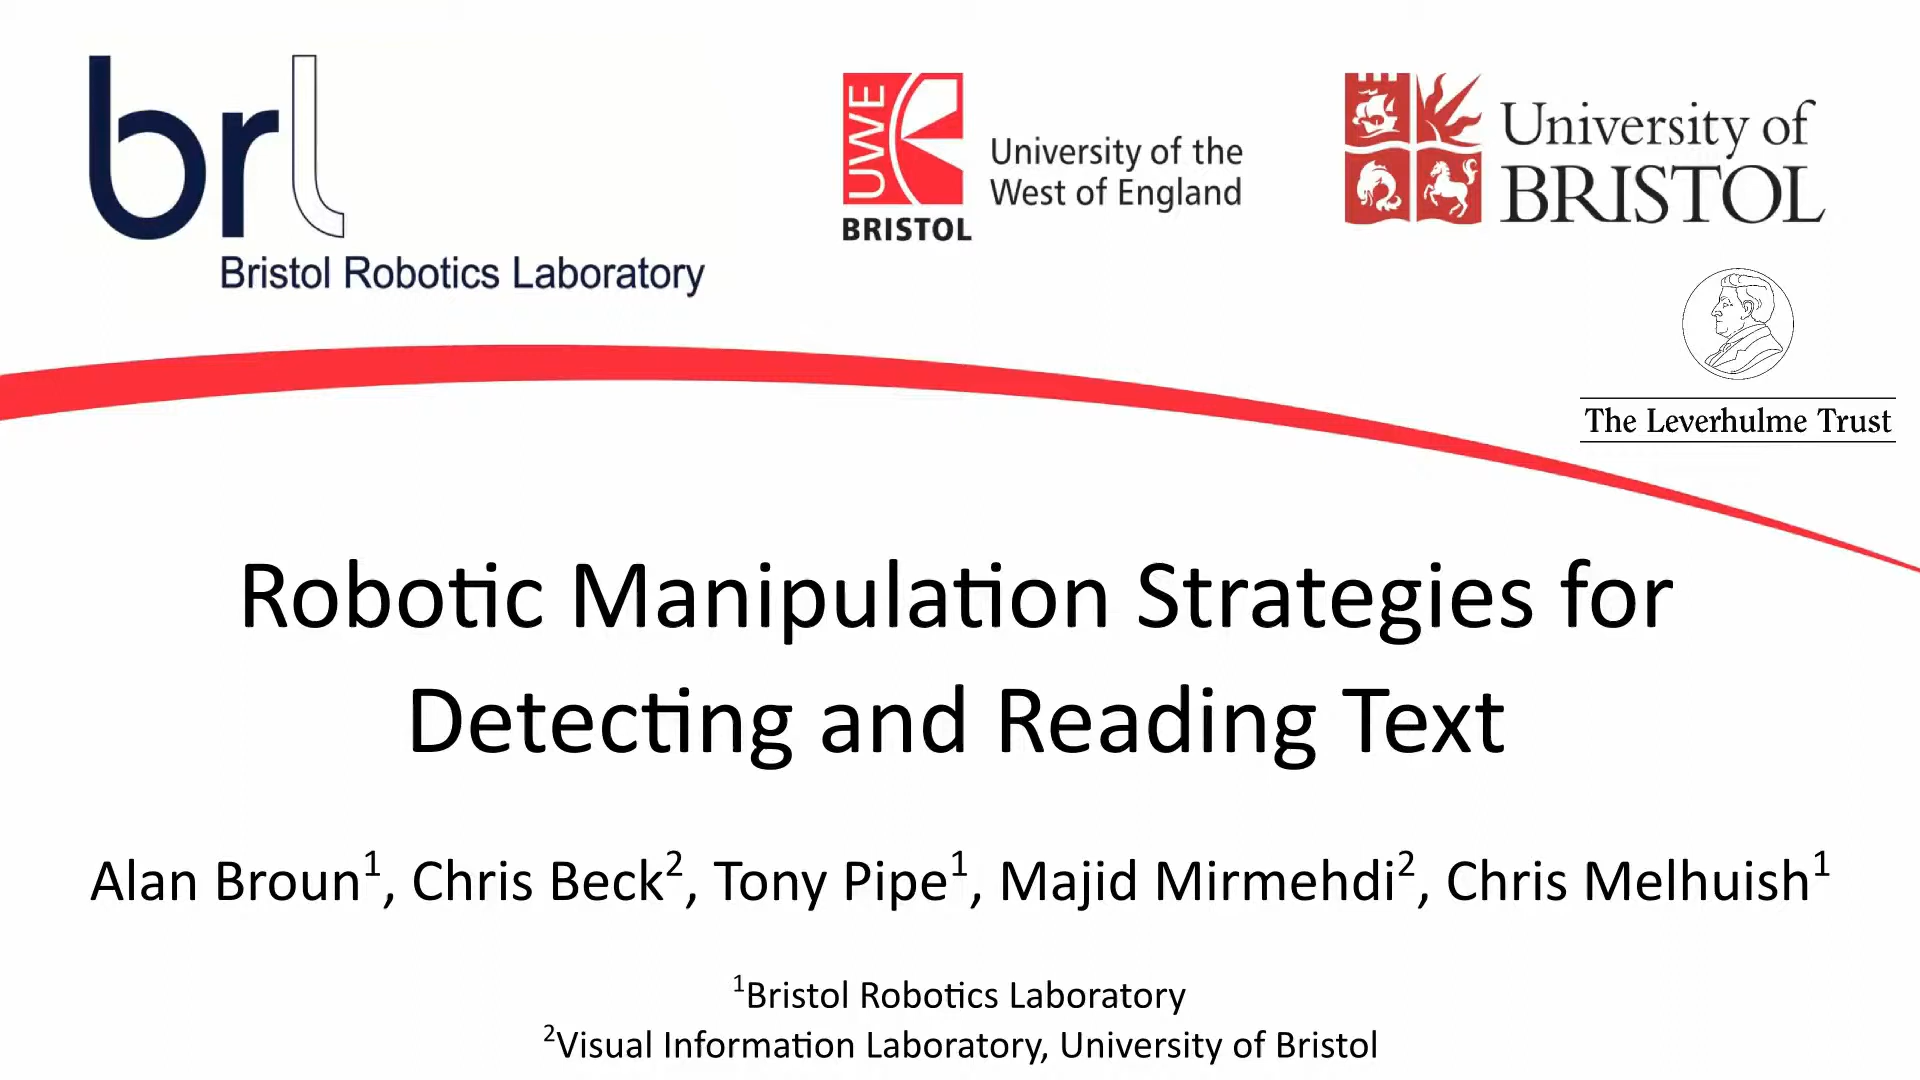 brl
Bristol Robotics Laboratory
UWE
BRISTOL
University of the
West of England
University of
BRISTOL
The Leverhulme Trust
Robotic Manipulation Strategies for
Detecting and Reading Text
Alan Broun¹, Chris Beck², Tony Pipe¹, Majid Mirmehdi², Chris Melhuish¹
¹Bristol Robotics Laboratory
²Visual Information Laboratory, University of Bristol